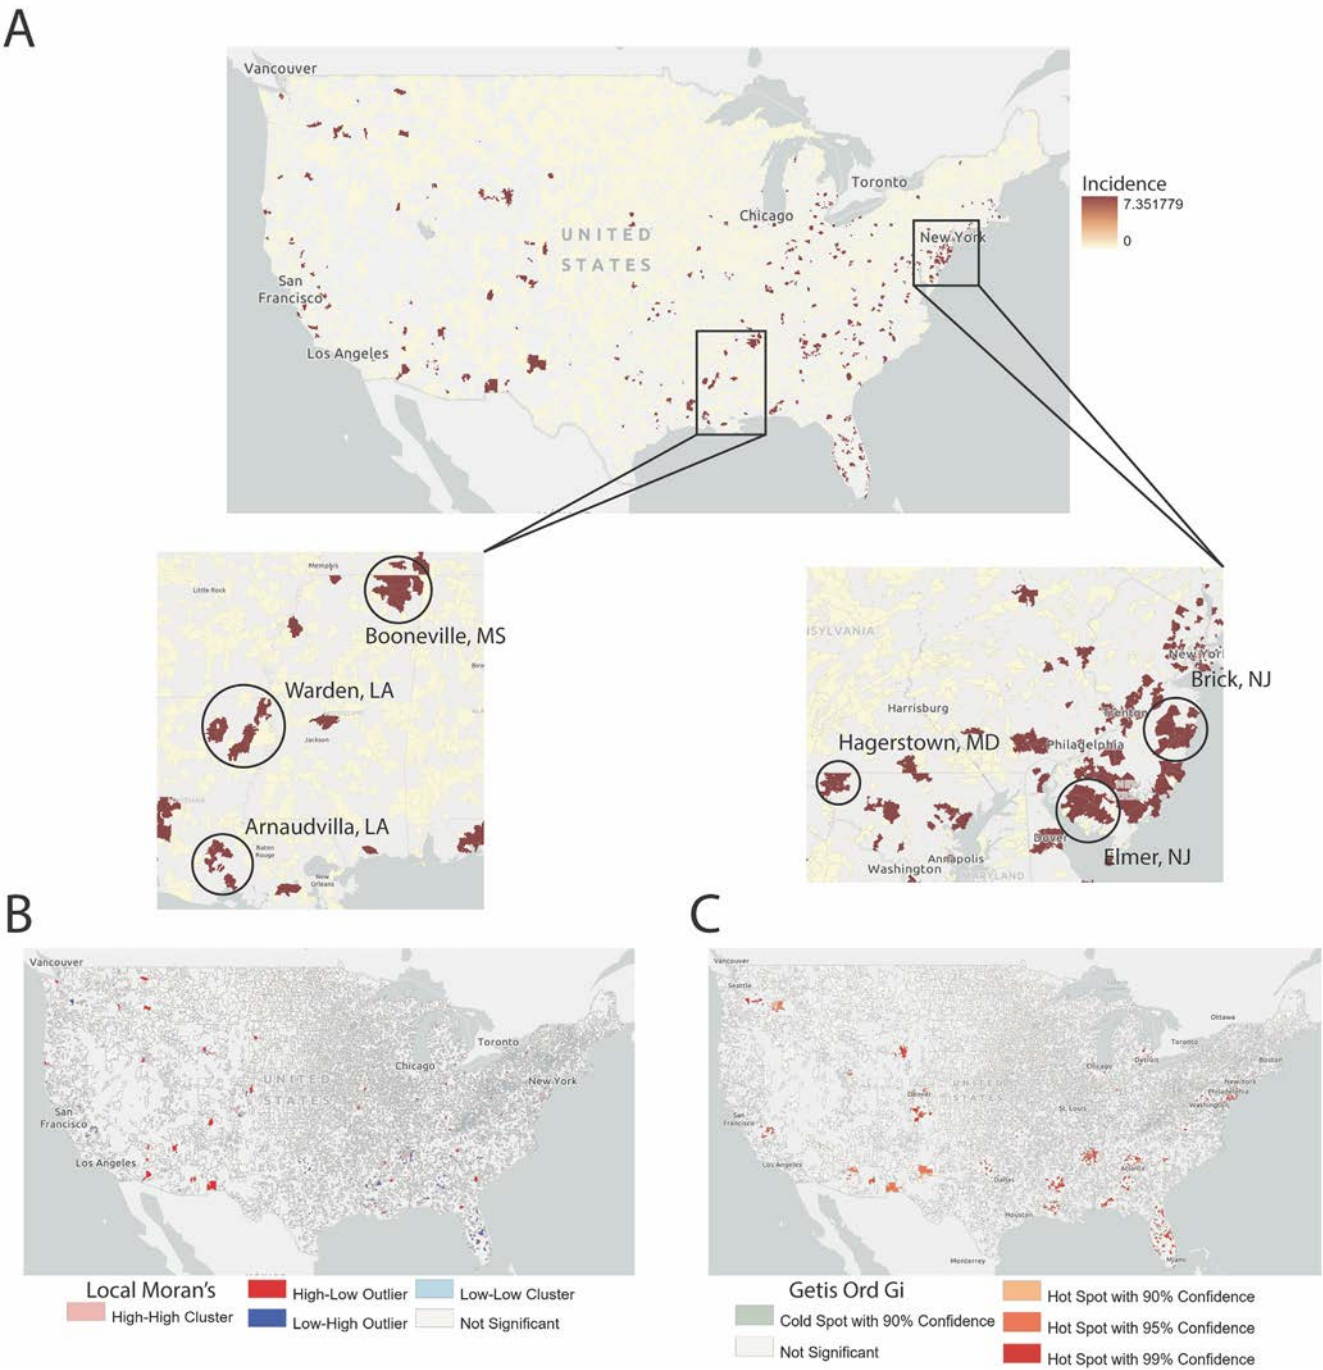 A
Vancouver
Toronto
Chicago
New York
UNITED
STATES
San
Francisco
Los Angeles
Incidence
7.351779
0
Memphis
Little Rock
Booneville, MS
Warden, LA
Jackson
Arnaudvilla, LA
Baton
Rouge
New
Orleans
New York
Brick, NJ
Harrisburg
Trenton
Hagerstown, MD
Philadelphia
Dover
Elmer, NJ
Annapolis
Washington
MARYLAND
B
Vancouver
Toronto
Chicago
New York
UNITED
STATES
San
Francisco
Los Angeles
Local Moran's
High-High Cluster
High-Low Outlier
Low-High Outlier
Low-Low Cluster
Not Significant
C
Vancouver
Seattle
Ottawa
Toronto
Boston
Detroit
Chicago
New York
Philadelphia
Washington
Denver
UNITED
STATES
St. Louis
San
Francisco
Los Angeles
Atlanta
Dallas
Houston
Monterrey
Miami
Getis Ord Gi
Cold Spot with 90% Confidence
Not Significant
Hot Spot with 90% Confidence
Hot Spot with 95% Confidence
Hot Spot with 99% Confidence